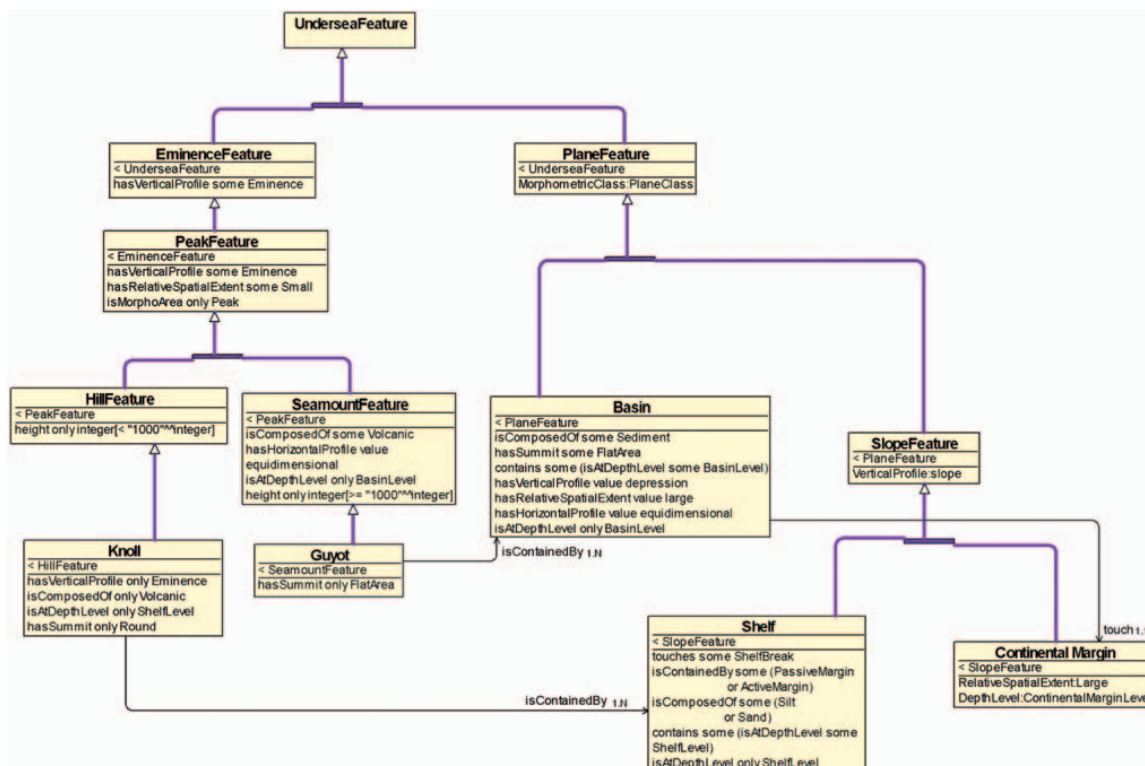 UnderseaFeature
EminenceFeature
< UnderseaFeature
hasVerticalProfile some Eminence
PlaneFeature
< UnderseaFeature
MorphometricClass:PlaneClass
PeakFeature
< EminenceFeature
hasVerticalProfile some Eminence
hasRelativeSpatialExtent some Small
isMorphoArea only Peak
HillFeature
< PeakFeature
height only integer[< "1000"^^integer]
SeamountFeature
< PeakFeature
isComposedOf some Volcanic
hasHorizontalProfile value
equidimensional
isAtDepthLevel only BasinLevel
height only integer[>= "1000"^^integer]
Basin
< PlaneFeature
isComposedOf some Sediment
hasSummit some FlatArea
contains some (isAtDepthLevel some BasinLevel)
hasVerticalProfile value depression
hasRelativeSpatialExtent value large
hasHorizontalProfile value equidimensional
isAtDepthLevel only BasinLevel
SlopeFeature
< PlaneFeature
VerticalProfile:slope
Knoll
< HillFeature
hasVerticalProfile only Eminence
isComposedOf only Volcanic
isAtDepthLevel only ShelfLevel
hasSummit only Round
Guyot
< SeamountFeature
hasSummit only FlatArea
isContainedBy 1.N
Shelf
< SlopeFeature
touches some ShelfBreak
isContainedBy some (PassiveMargin
or ActiveMargin)
isComposedOf some (Silt
or Sand)
contains some (isAtDepthLevel some
ShelfLevel)
isAtDepthLevel only ShelfLevel
touch
Continental Margin
< SlopeFeature
RelativeSpatialExtent:Large
DepthLevel:ContinentalMarginLeve
isContainedBy 1.N